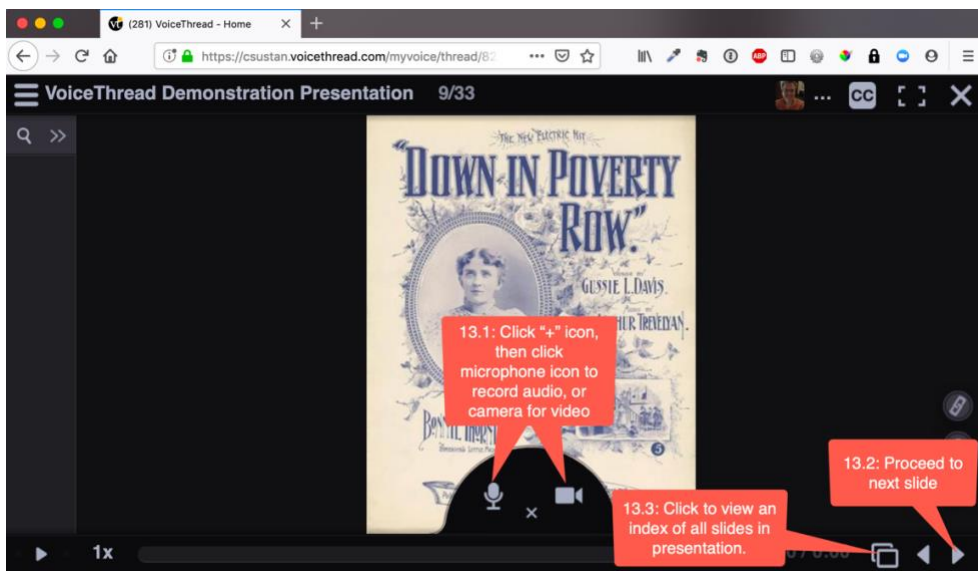 (281) VoiceThread - Home
https://csustan.voicethread.com/myvoice/thread/82
VoiceThread Demonstration Presentation 9/33
CC
THE NEW ELECTRIC HIT
"DOWN IN POVERTY
ROW."
GUSSIE L. DAVIS.
ARTHUR TREVELYAN.
13.1: Click "+" icon,
then click
microphone icon to
record audio, or
camera for video
13.2: Proceed to
next slide
13.3: Click to view an
index of all slides in
presentation.
1x